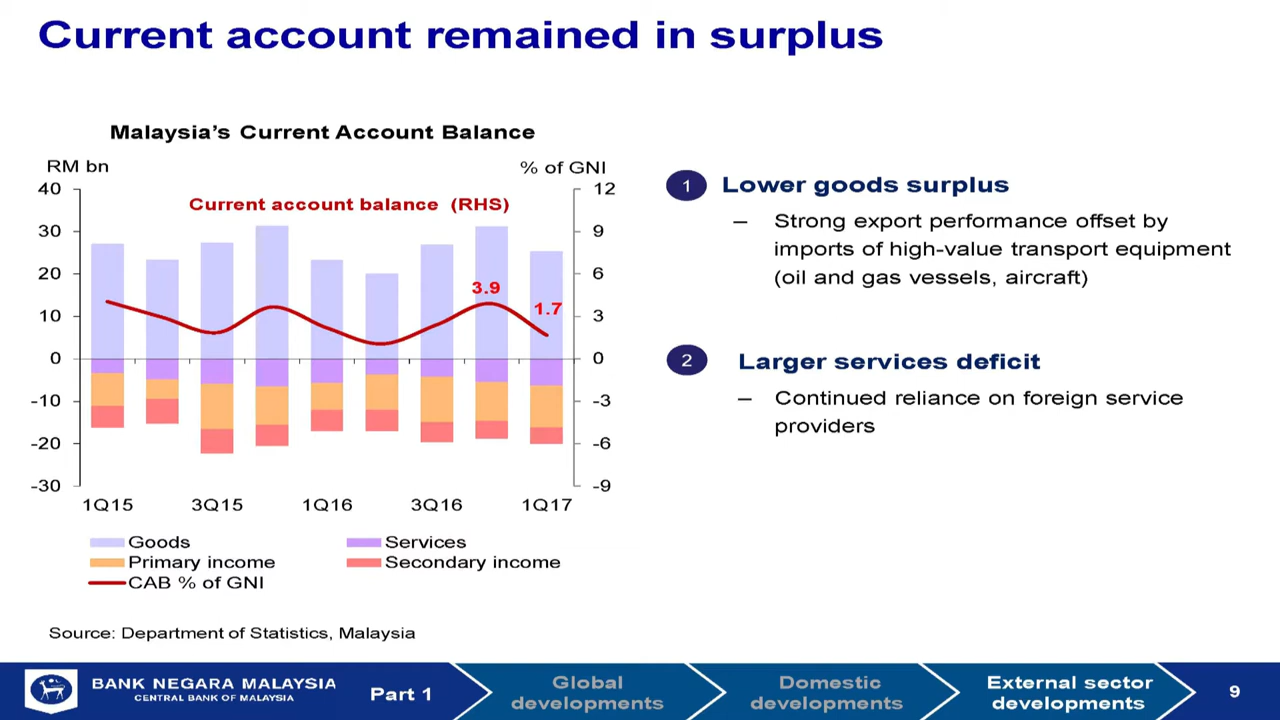 Current account remained in surplus
Malaysia's Current Account Balance
RM bn
% of GNI
40
30
20
10
0
-10
-20
-30
12
9
6
3
0
-3
-6
-9
Current account balance (RHS)
3.9
1.7
1Q15
3Q15
1Q16
3Q16
1Q17
Goods
Services
Primary income
Secondary income
CAB % of GNI
Source: Department of Statistics, Malaysia
1
Lower goods surplus
– Strong export performance offset by
imports of high-value transport equipment
(oil and gas vessels, aircraft)
2
Larger services deficit
– Continued reliance on foreign service
providers
BANK NEGARA MALAYSIA
CENTRAL BANK OF MALAYSIA
Part 1
Global
developments
Domestic
developments
External sector
developments
9